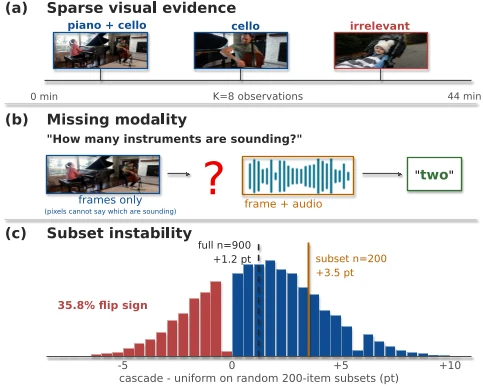 (a) Sparse visual evidence
piano + cello
cello
irrelevant
0 min
K=8 observations
44 min
(b) Missing modality
"How many instruments are sounding?"
?
"two"
frames only
(pixels cannot say which are sounding)
frame + audio
(c) Subset instability
full n=900
+1.2 pt
subset n=200
+3.5 pt
35.8% flip sign
-5
0
+5
+10
cascade - uniform on random 200-item subsets (pt)